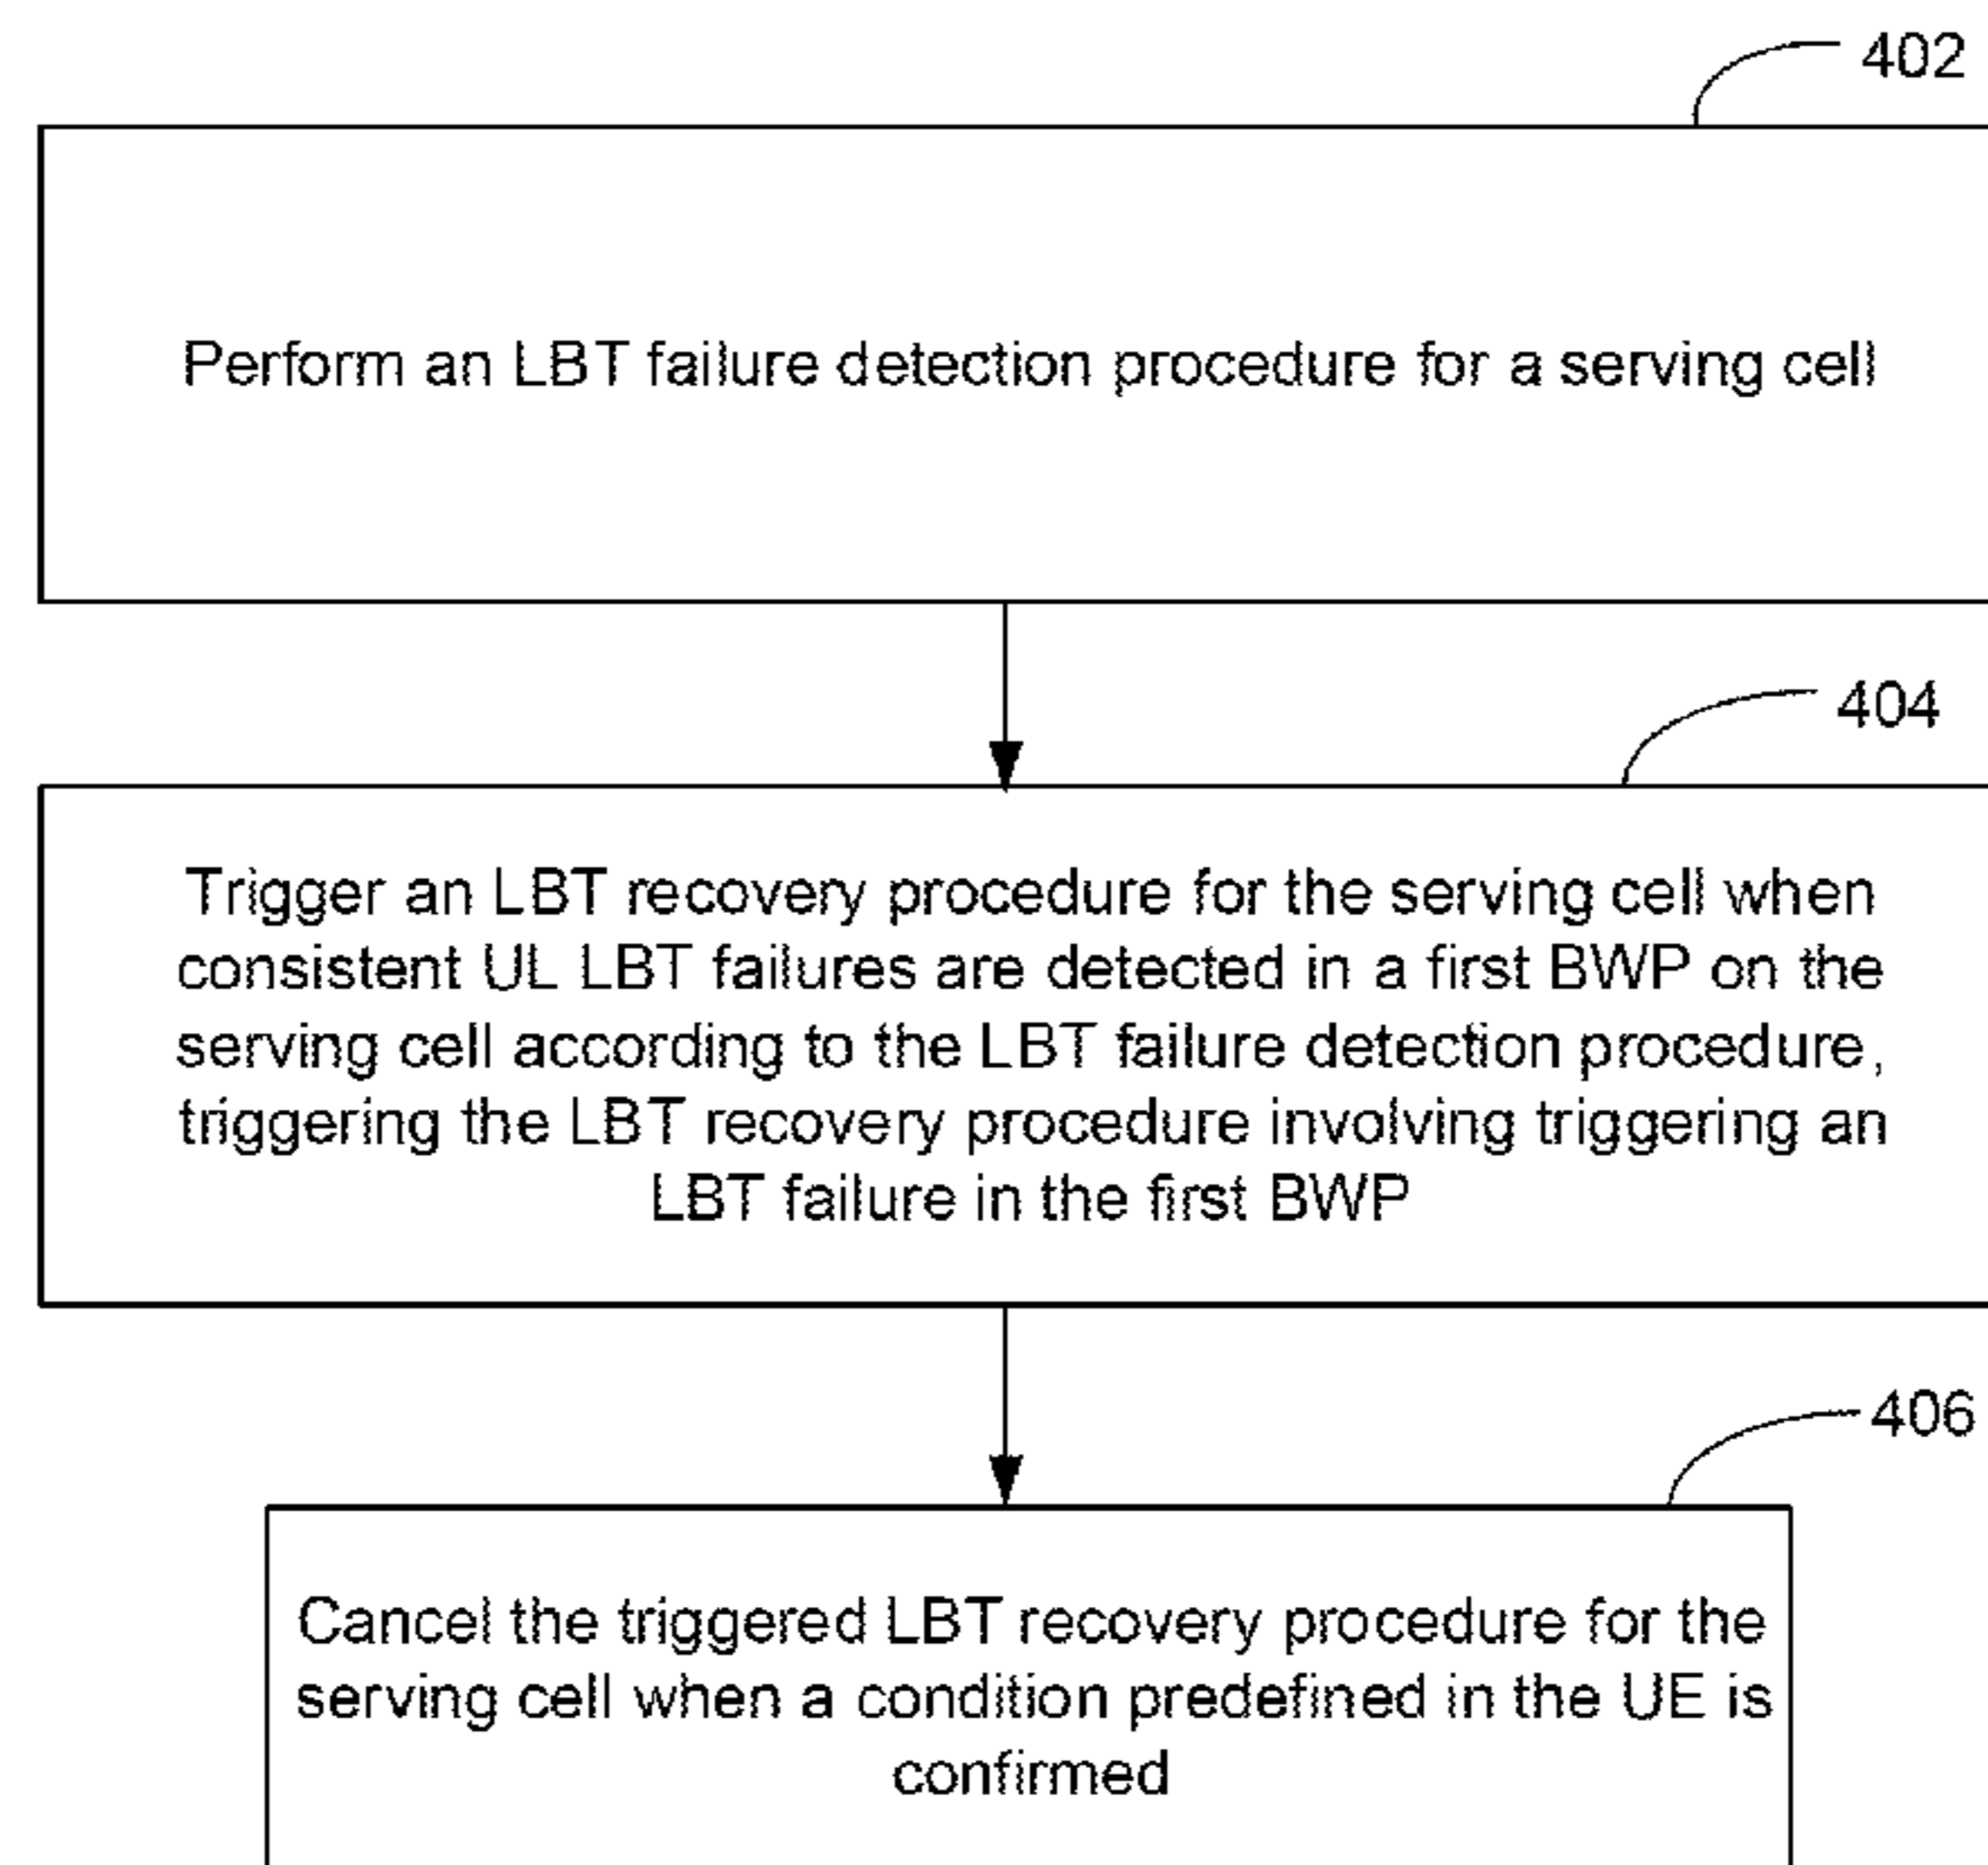 402
Perform an LBT failure detection procedure for a serving cell
404
Trigger an LBT recovery procedure for the serving cell when
consistent UL LBT failures are detected in a first BWP on the
serving cell according to the LBT failure detection procedure,
triggering the LBT recovery procedure involving triggering an
LBT failure in the first BWP
406
Cancel the triggered LBT recovery procedure for the
serving cell when a condition predefined in the UE is
confirmed